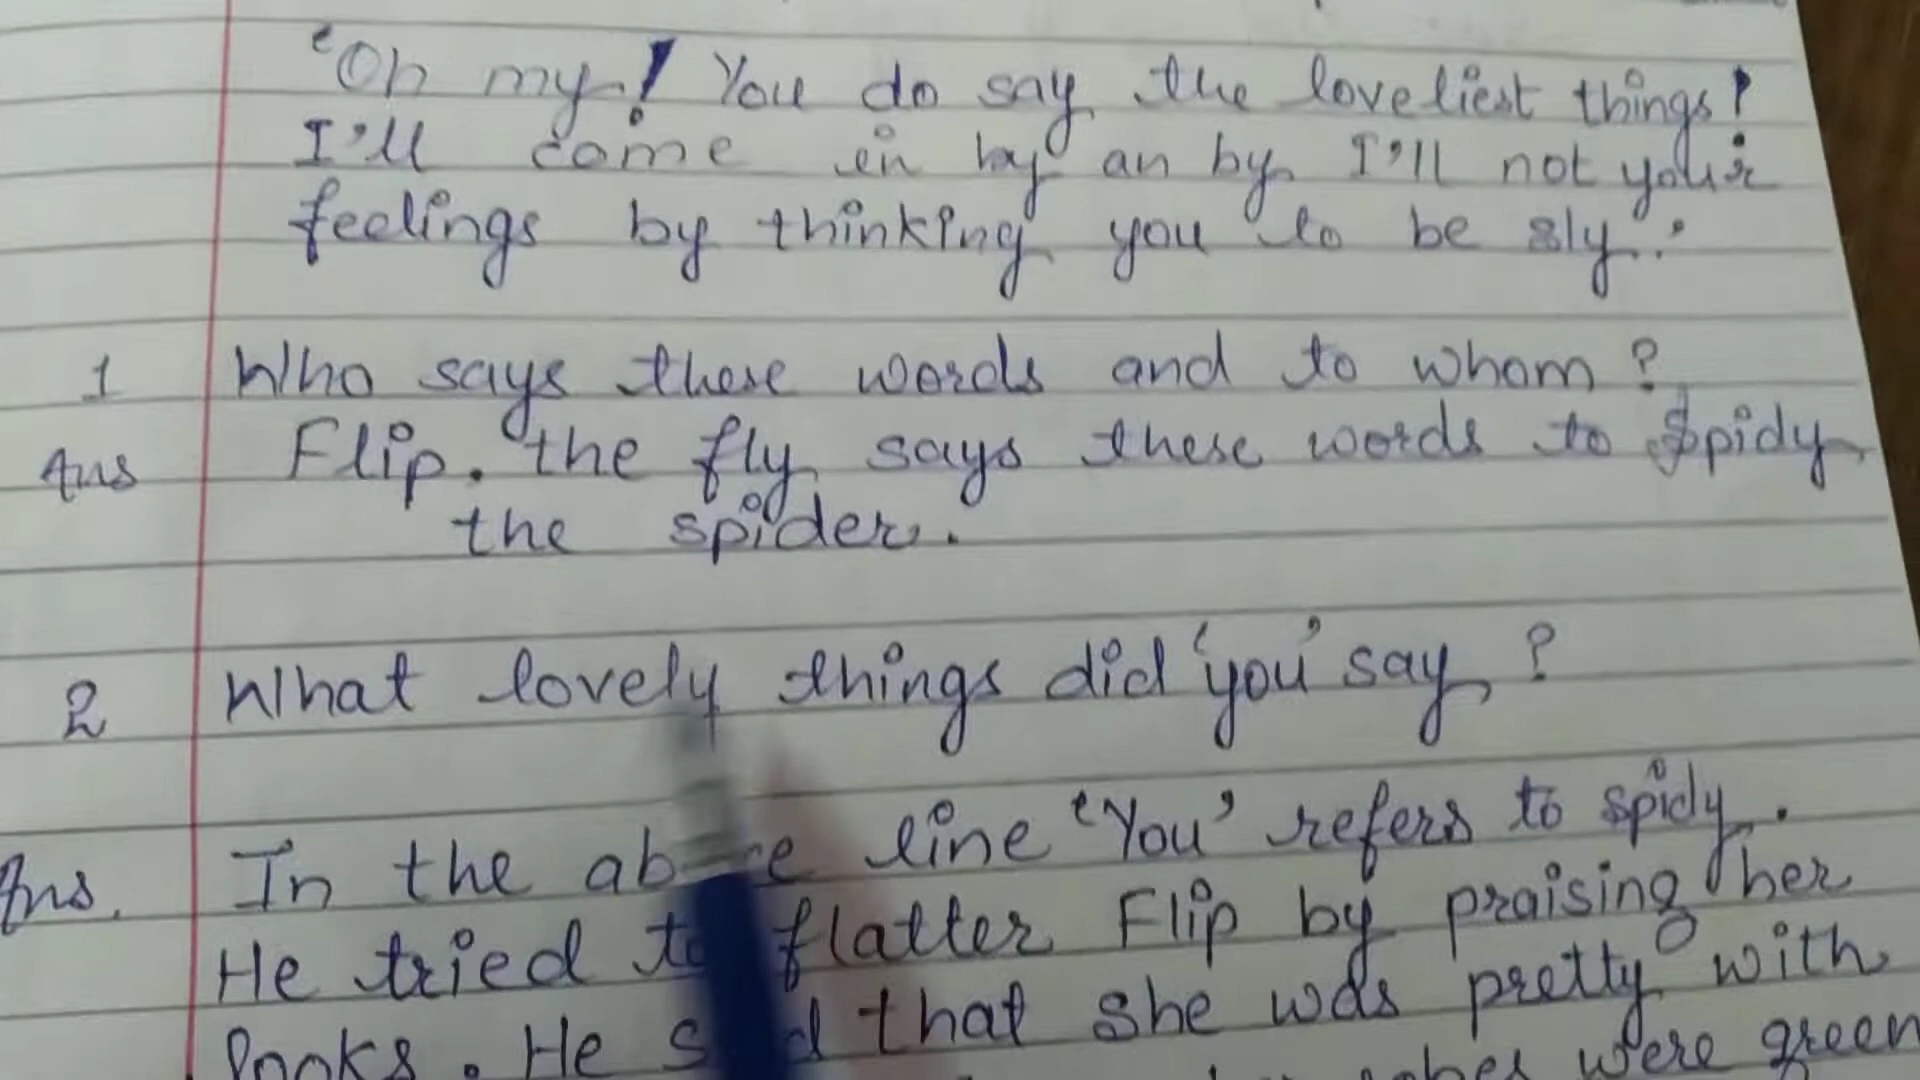 'Oh my! You do say the loveliest things!
I'll come in by an by. I'll not your
feelings by thinking you to be sly.'
1 Who says these words and to whom?
Ans Flip. the fly says these words to Spidy
the spider.
2 What lovely things did 'you' say?
Ans. In the line 'You' refers to spidy.
He tried to flatter Flip by praising her
looks. He that she was pretty with
were green